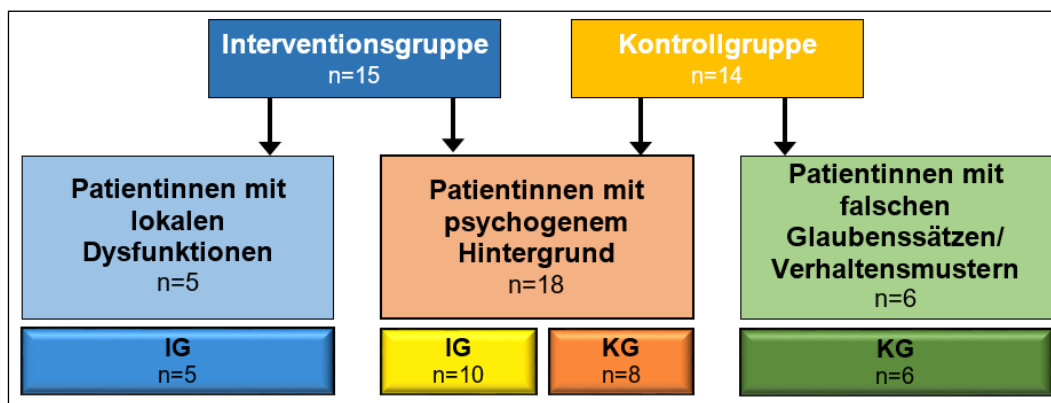 Interventionsgruppe
n=15
Kontrollgruppe
n=14
Patientinnen mit
lokalen
Dysfunktionen
n=5
Patientinnen mit
psychogenem
Hintergrund
n=18
Patientinnen mit
falschen
Glaubenssätzen/
Verhaltensmustern
n=6
IG
n=5
IG
n=10
KG
n=8
KG
n=6